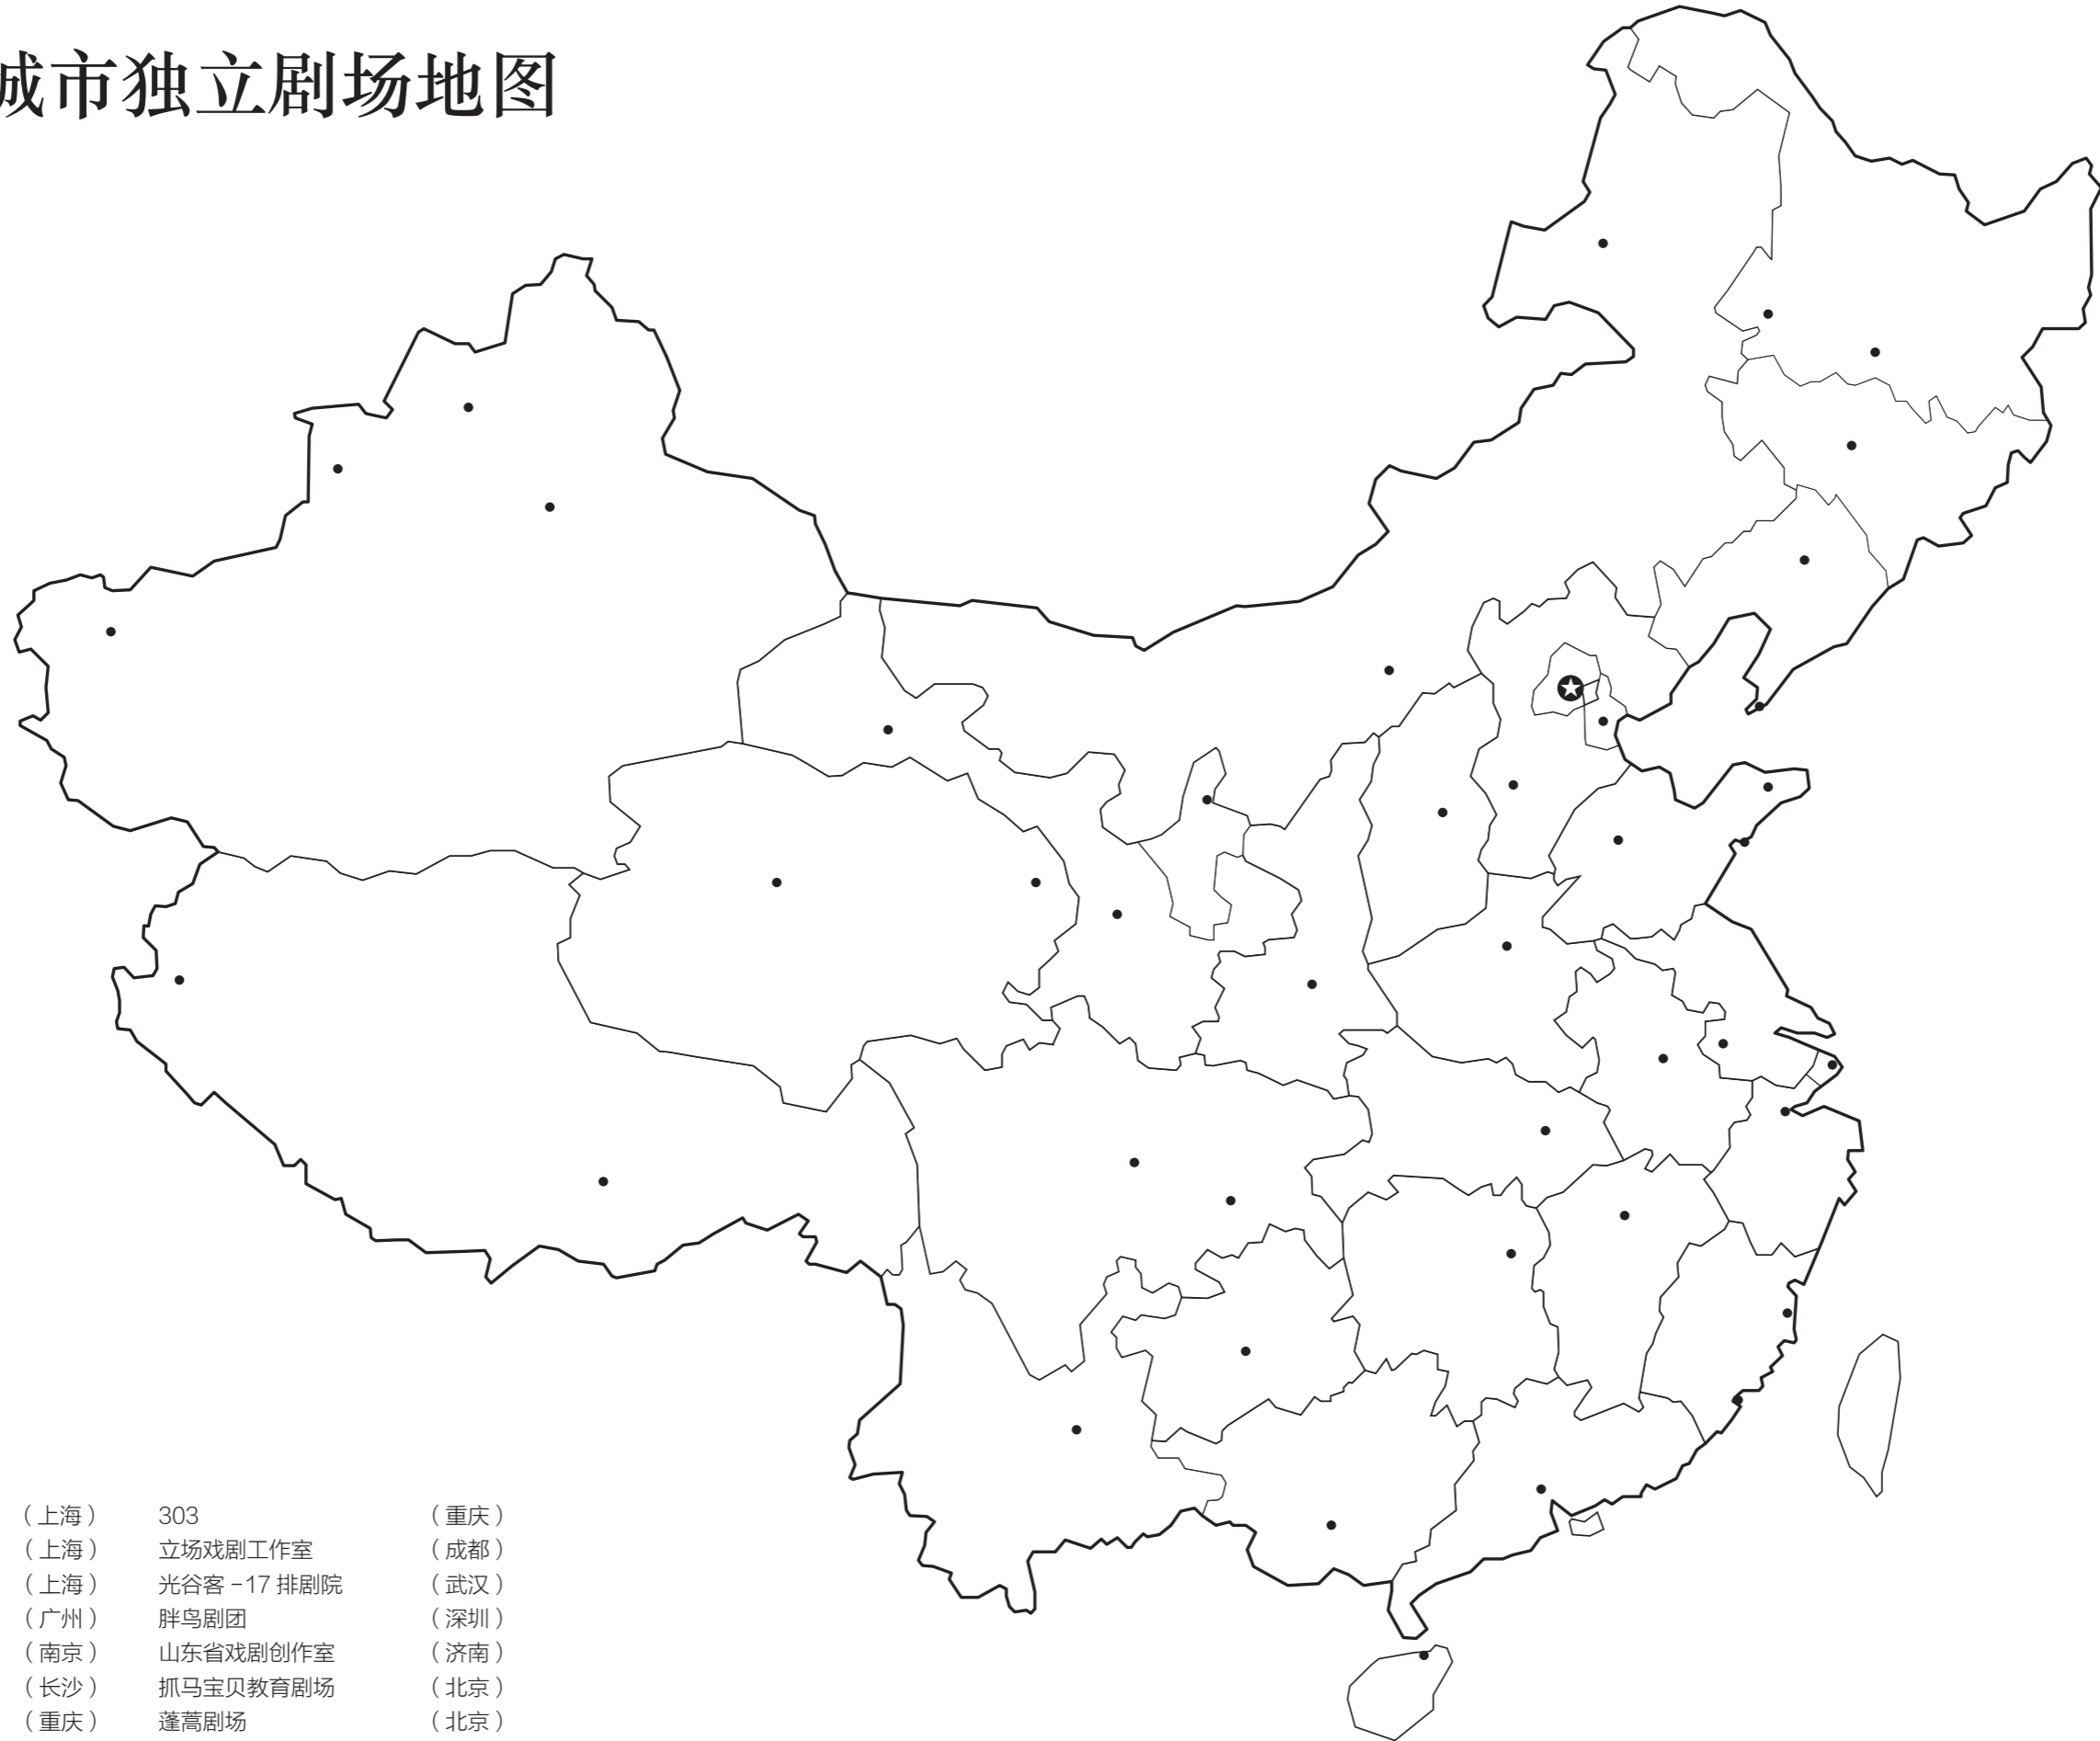 城市独立剧场地图
（上海） 303 （重庆）
（上海） 立场戏剧工作室 （成都）
（上海） 光谷客 -17 排剧院 （武汉）
（广州） 胖鸟剧团 （深圳）
（南京） 山东省戏剧创作室 （济南）
（长沙） 抓马宝贝教育剧场 （北京）
（重庆） 蓬蒿剧场 （北京）